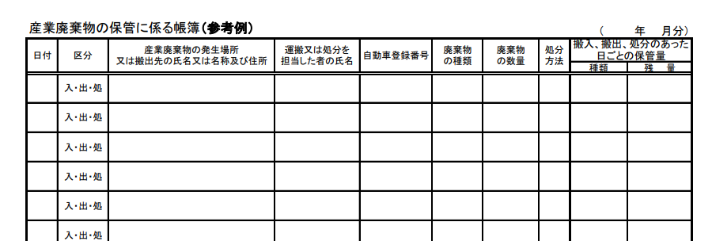 産業廃棄物の保管に係る帳簿(参考例)
（　　年　月分）
日付
区分
産業廃棄物の発生場所
又は搬出先の氏名又は名称及び住所
運搬又は処分を
担当した者の氏名
自動車登録番号
廃棄物
の種類
廃棄物
の数量
処分
方法
搬入、搬出、処分のあった
日ごとの保管量
種類
残　量
入・出・処
入・出・処
入・出・処
入・出・処
入・出・処
入・出・処